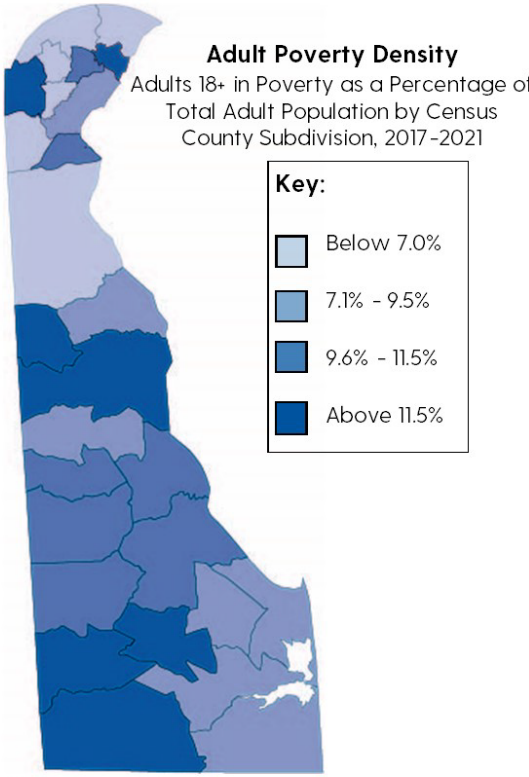 Adult Poverty Density
Adults 18+ in Poverty as a Percentage of
Total Adult Population by Census
County Subdivision, 2017-2021
Key:
Below 7.0%
7.1% - 9.5%
9.6% - 11.5%
Above 11.5%